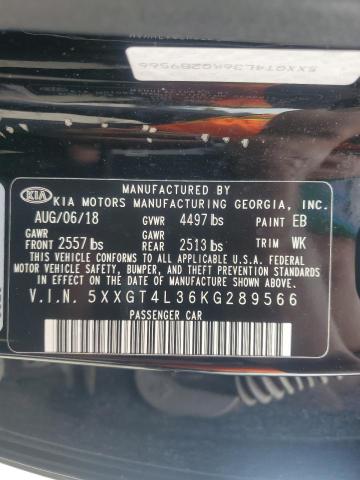 5XXGT4L36KG289566
MANUFACTURED BY
KIA KIA MOTORS MANUFACTURING GEORGIA, INC.
AUG/06/18 GVWR 4497 lbs PAINT EB
GAWR GAWR
FRONT 2557 lbs REAR 2513 lbs TRIM WK
THIS VEHICLE CONFORMS TO ALL APPLICABLE U.S.A. FEDERAL
MOTOR VEHICLE SAFETY, BUMPER, AND THEFT PREVENTION STANDARDS
IN EFFECT ON THE DATE OF MANUFACTURE SHOWN ABOVE.
V.I.N. 5XXGT4L36KG289566
PASSENGER CAR